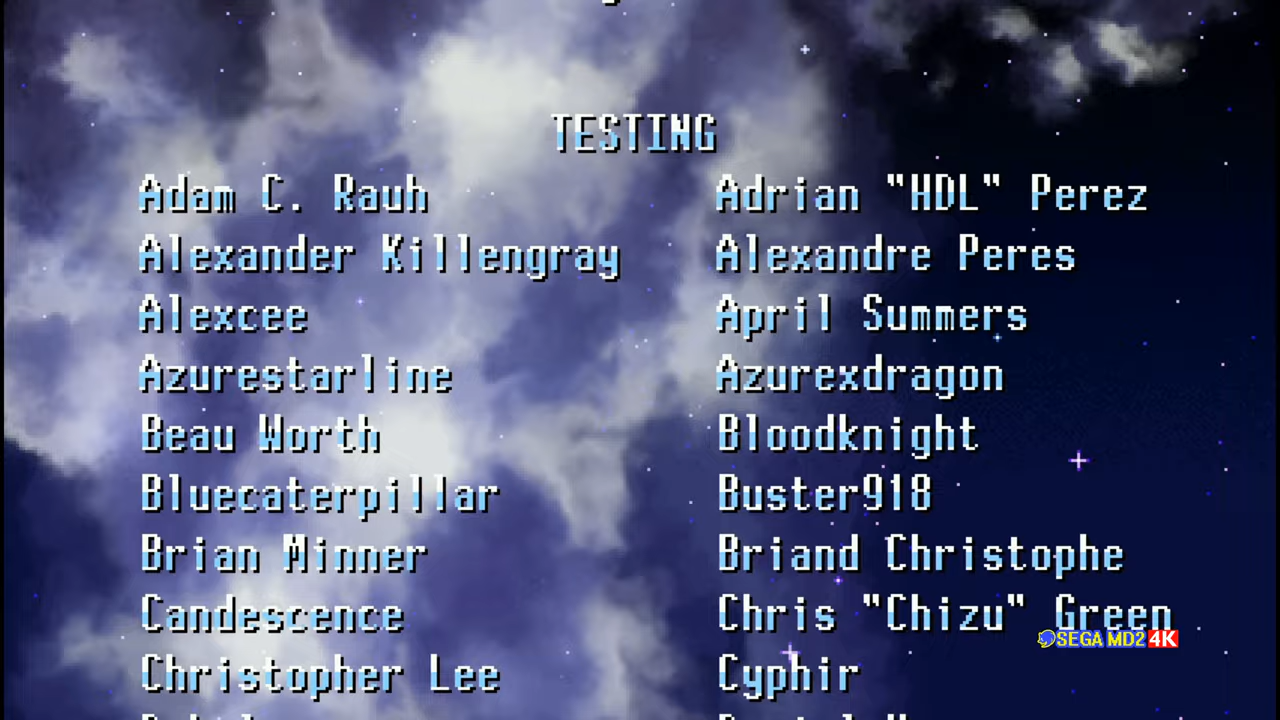 TESTING
Adam C. Rauh Adrian "HDL" Perez
Alexander Killengray Alexandre Peres
Alexcee April Summers
Azurestarline Azurexdragon
Beau Worth Bloodknight
Bluecaterpillar Buster918
Brian Minner Briand Christophe
Candescence Chris "Chizu" Green
SEGA MD2 4K
Christopher Lee Cyphir